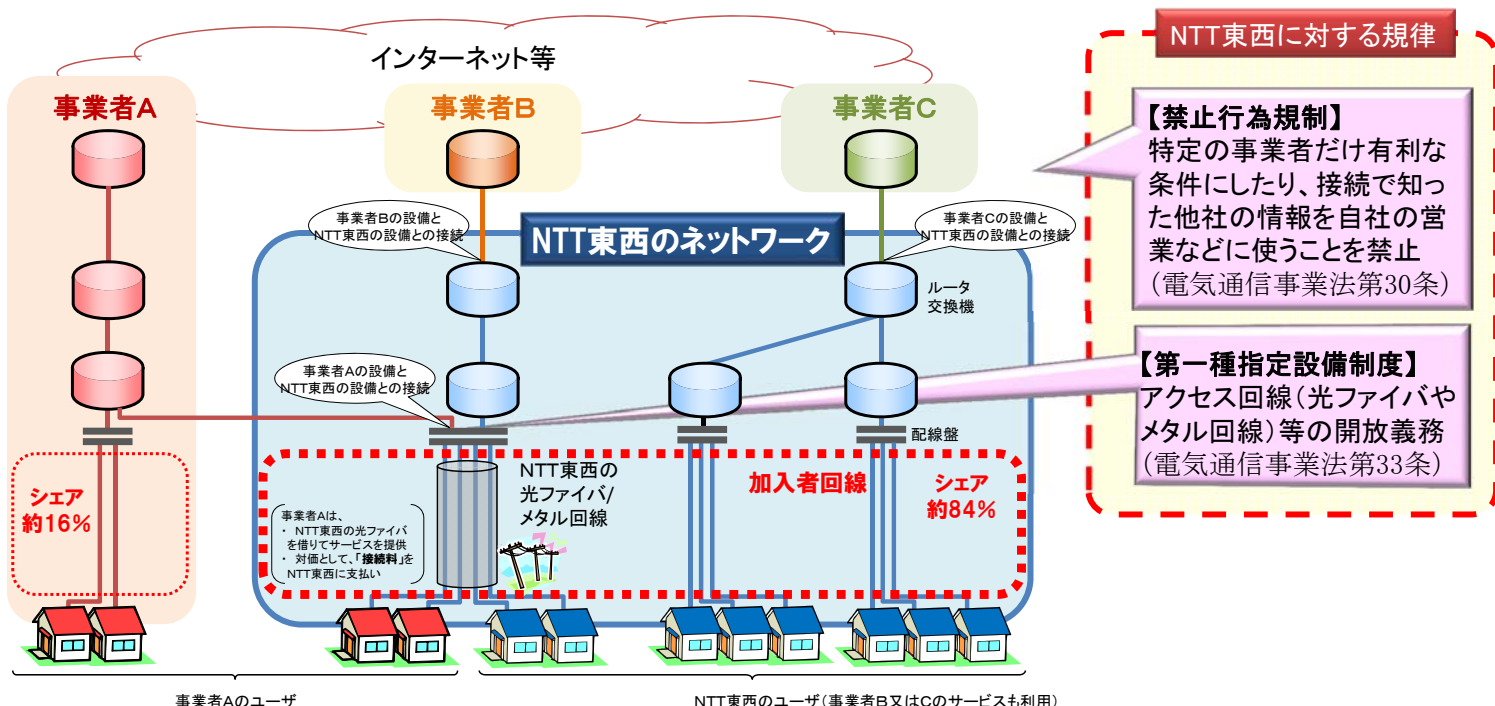 インターネット等
事業者A
事業者B
事業者C
事業者Bの設備と
NTT東西の設備との接続
事業者Cの設備と
NTT東西の設備との接続
NTT東西のネットワーク
ルータ
交換機
事業者Aの設備と
NTT東西の設備との接続
配線盤
シェア
約16%
NTT東西の
光ファイバ/
メタル回線
加入者回線
シェア
約84%
事業者Aは、
・ NTT東西の光ファイバ
を借りてサービスを提供
・ 対価として、「接続料」を
NTT東西に支払い
事業者Aのユーザ
NTT東西のユーザ(事業者B又はCのサービスも利用)
NTT東西に対する規律
【禁止行為規制】
特定の事業者だけ有利な
条件にしたり、接続で知っ
た他社の情報を自社の営
業などに使うことを禁止
(電気通信事業法第30条)
【第一種指定設備制度】
アクセス回線(光ファイバや
メタル回線)等の開放義務
(電気通信事業法第33条)